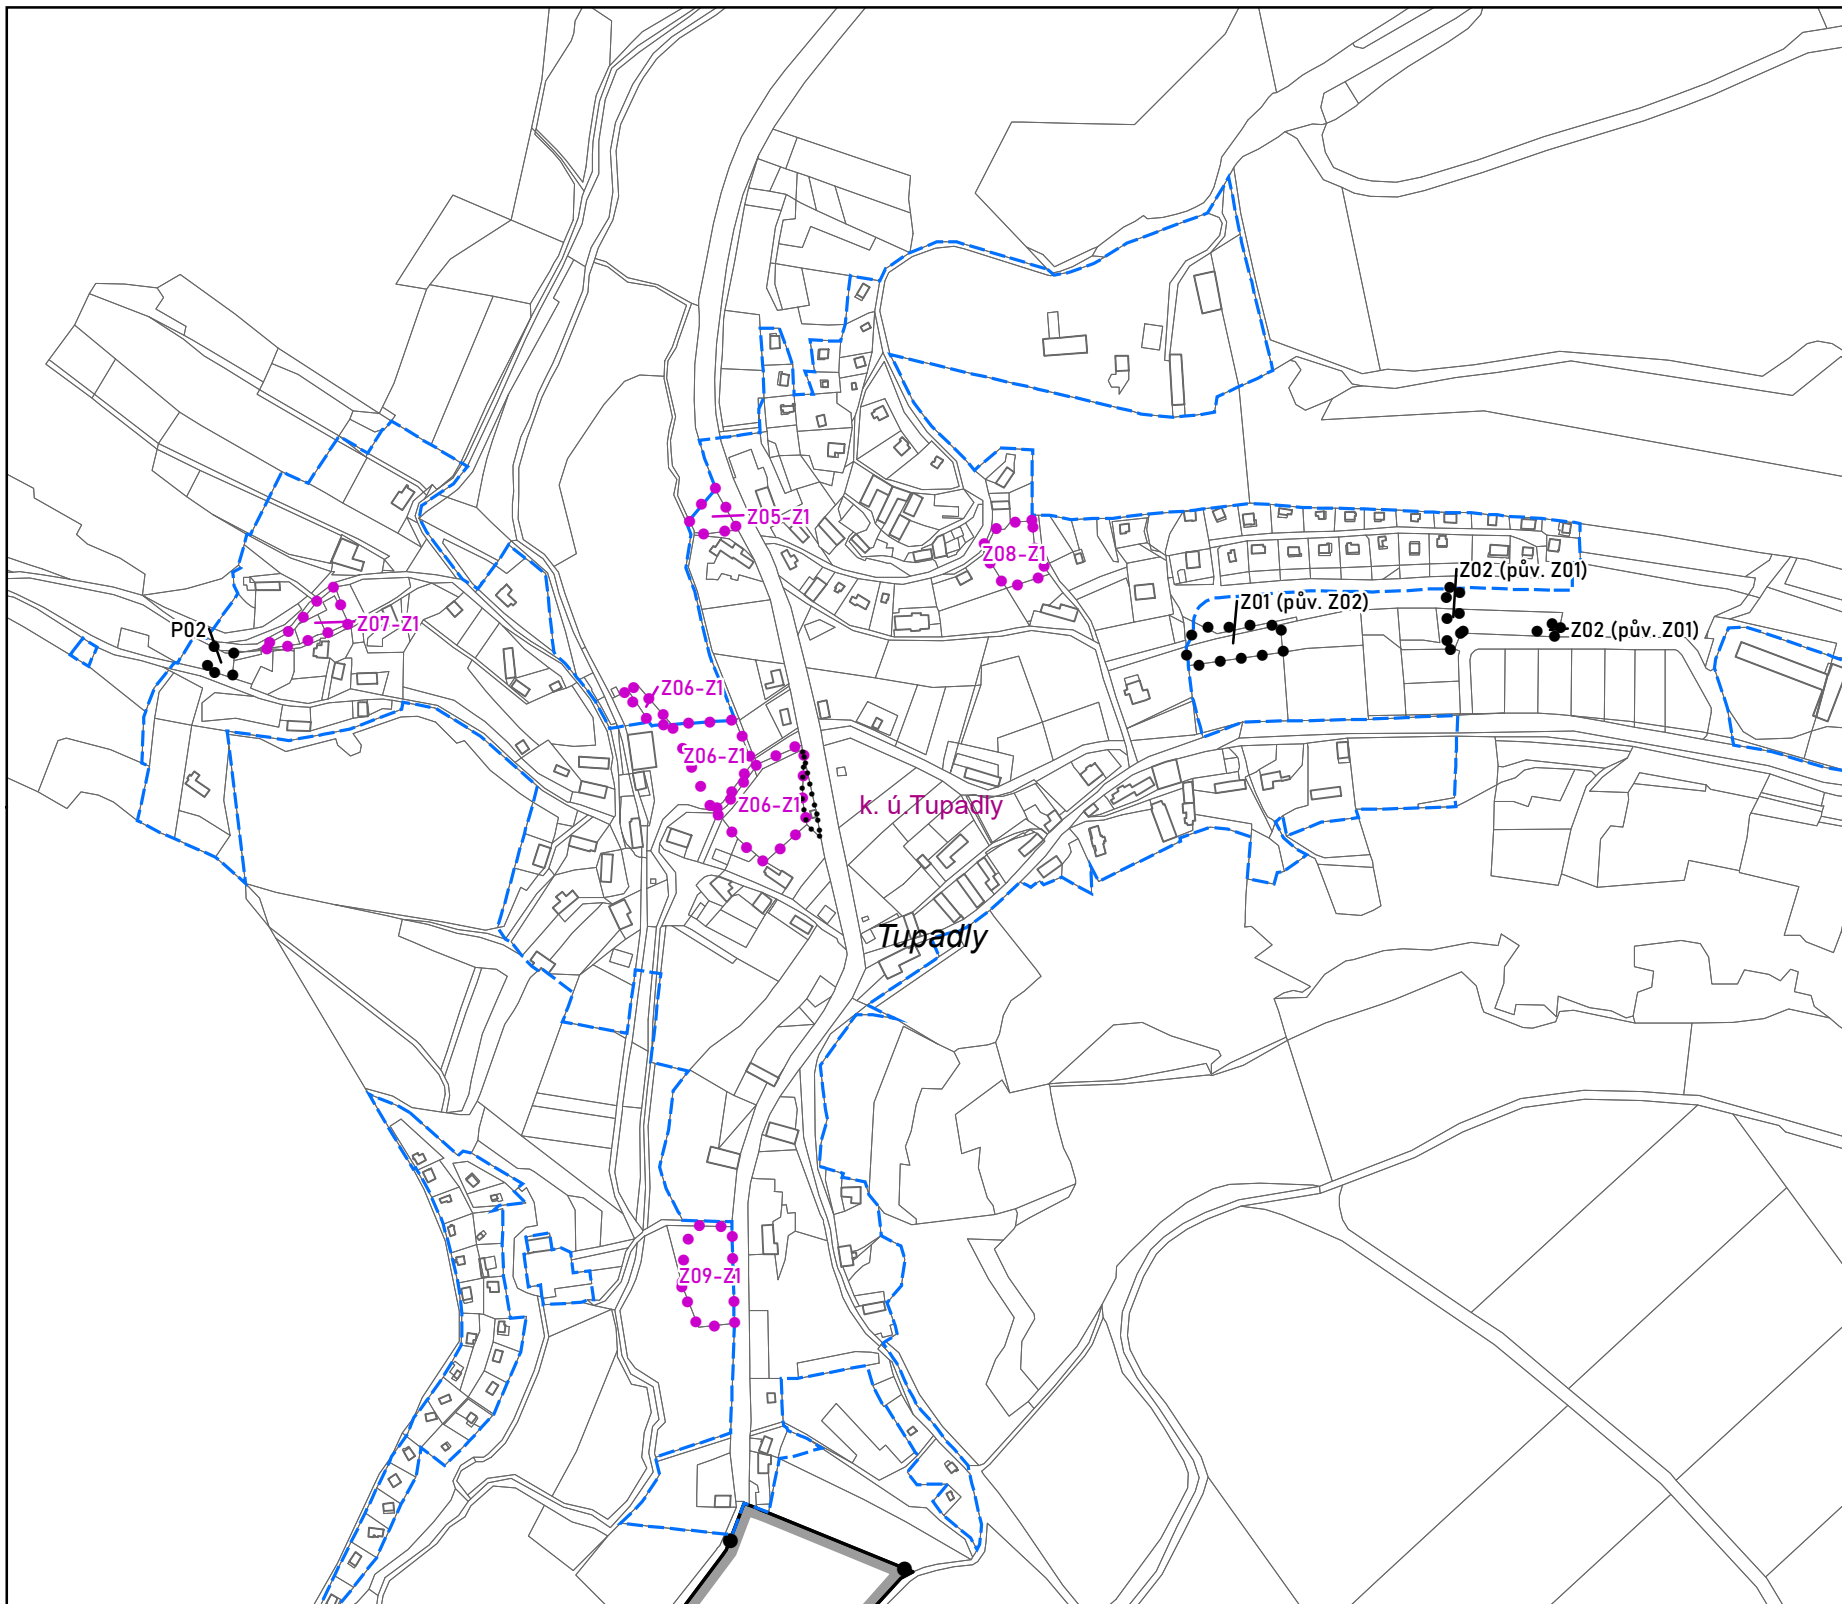 Z05-Z1
Z08-Z1
Z02 (pův. Z01)
Z01 (pův. Z02)
P02
Z07-Z1
Z02 (pův. Z01)
Z06-Z1
Z06-Z1
Z06-Z1
k. ú.Tupadly
Tupadly
Z09-Z1